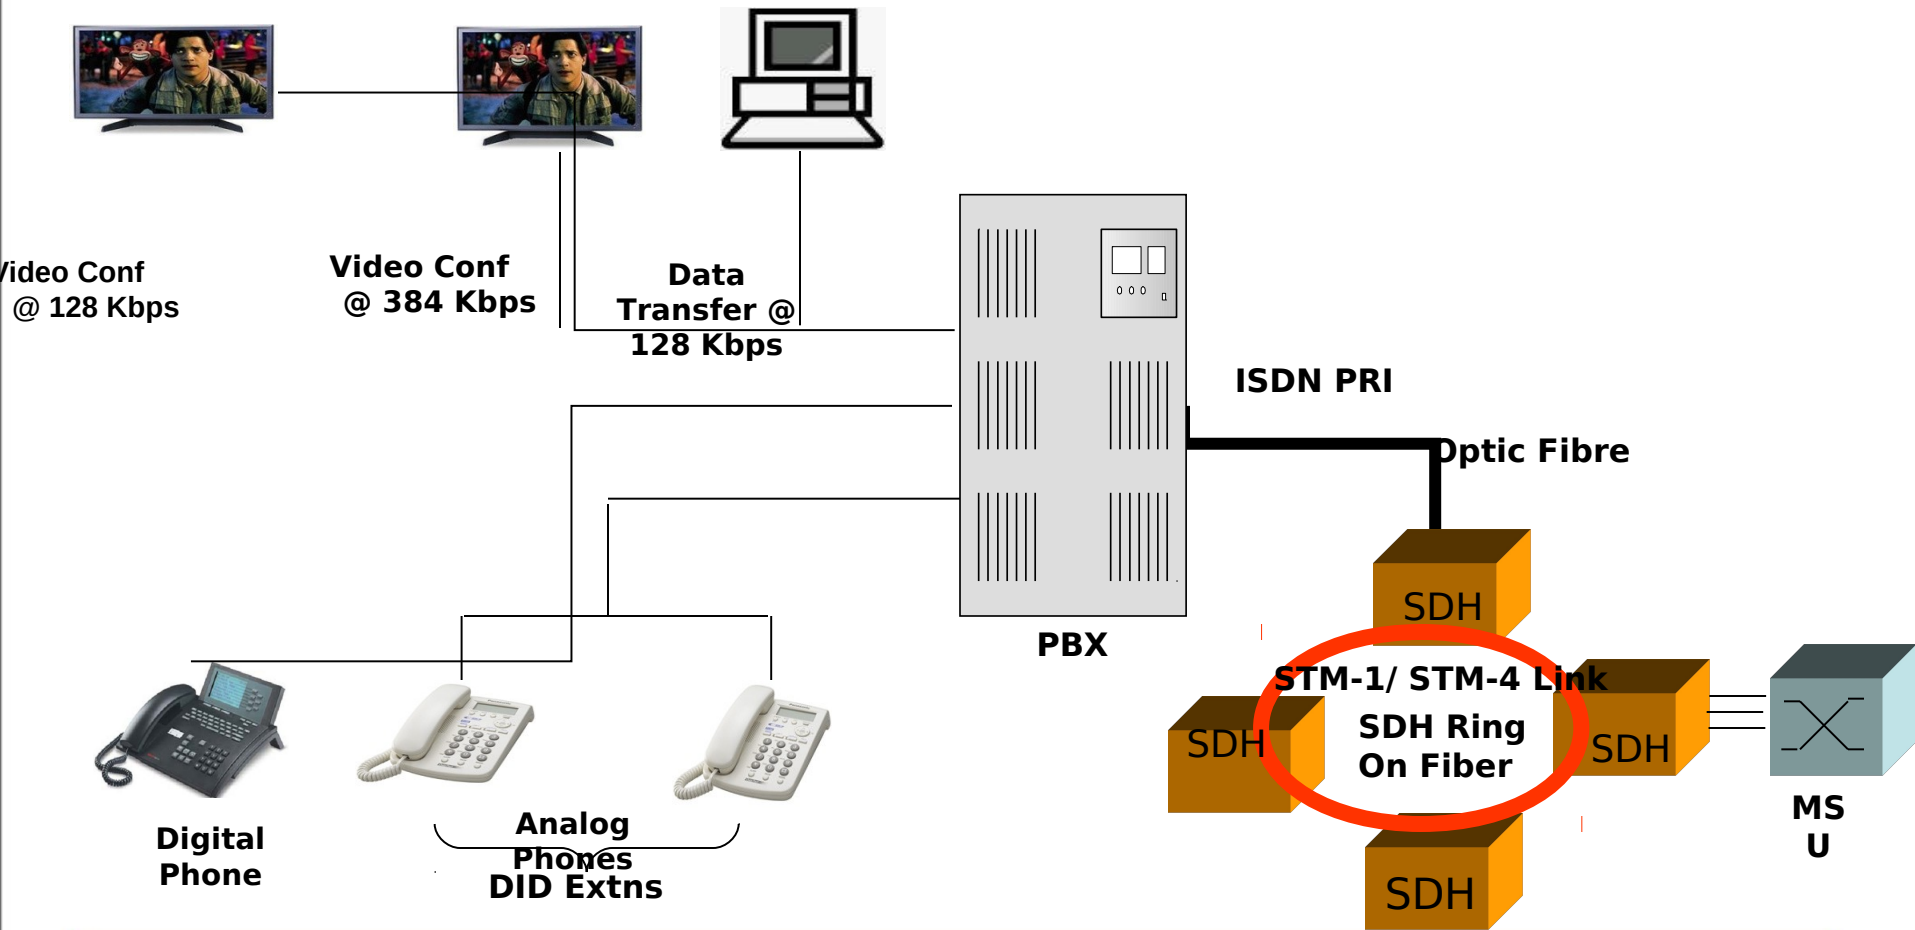 Video Conf
@ 128 Kbps
Video Conf
@ 384 Kbps
Data
Transfer @
128 Kbps
ISDN PRI
Optic Fibre
PBX
SDH
STM-1/ STM-4 Link
SDH Ring
On Fiber
SDH
SDH
SDH
MS
U
Digital
Phone
Analog
Phones
DID Extns